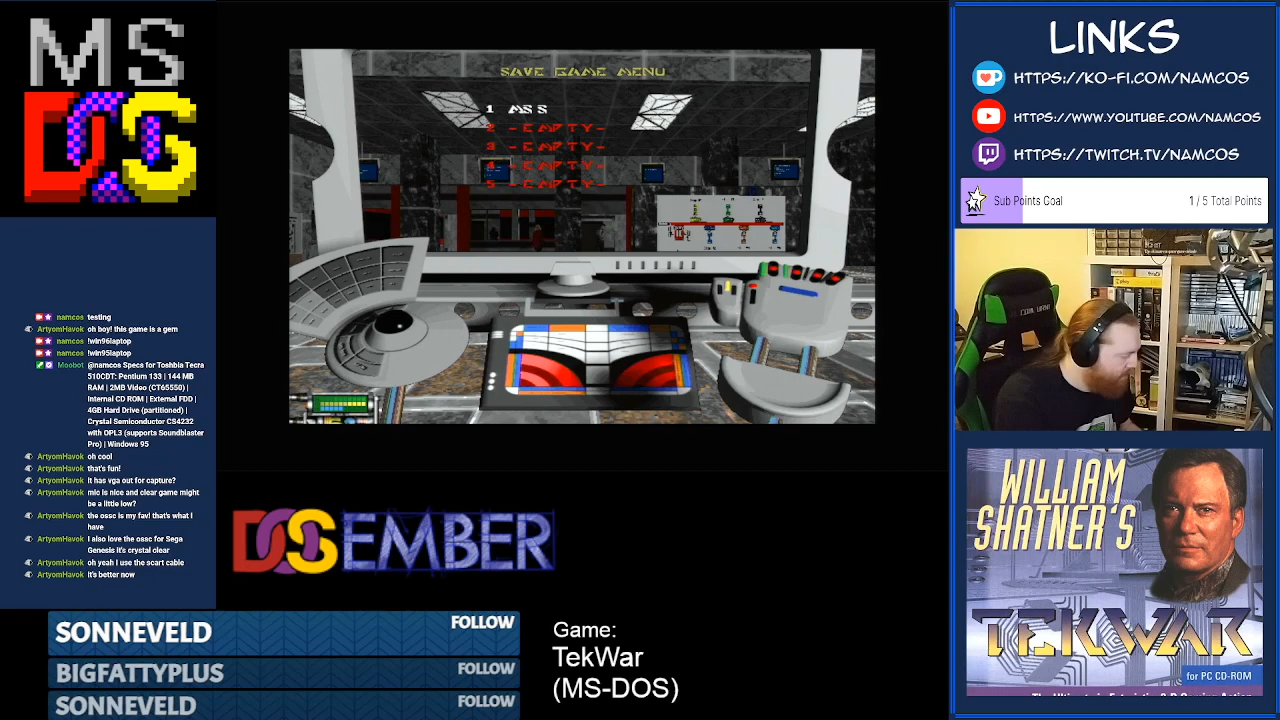 MS
DOS
SAVE GAME MENU
1 MSS
2 -EMPTY-
3 -EMPTY-
4 -EMPTY-
5 -EMPTY-
LINKS
HTTPS://KO-FI.COM/NAMCOS
HTTPS://WWW.YOUTUBE.COM/NAMCOS
HTTPS://TWITCH.TV/NAMCOS
Sub Points Goal 1 / 5 Total Points
namcos testing
ArtyomHavok oh boy! this game is a gem
namcos !win96laptop
namcos !win95laptop
Moobot @namcos Specs for Toshbia Tecra
510CDT: Pentium 133 | 144 MB
RAM | 2MB Video (CT65550) |
Internal CD ROM | External FDD |
4GB Hard Drive (partitioned) |
Crystal Semiconductor CS4232
with OPL3 (supports Soundblaster
Pro) | Windows 95
ArtyomHavok oh cool
ArtyomHavok that's fun!
ArtyomHavok It has vga out for capture?
ArtyomHavok mic is nice and clear game might
be a little low?
ArtyomHavok the ossc is my fav! that's what I
have
ArtyomHavok I also love the ossc for Sega
Genesis it's crystal clear
ArtyomHavok oh yeah I use the scart cable
ArtyomHavok It's better now
DOSEMBER
SONNEVELD FOLLOW
BIGFATTYPLUS FOLLOW
SONNEVELD FOLLOW
Game:
TekWar
(MS-DOS)
WILLIAM
SHATNER'S
TEKWAR
for PC CD-ROM